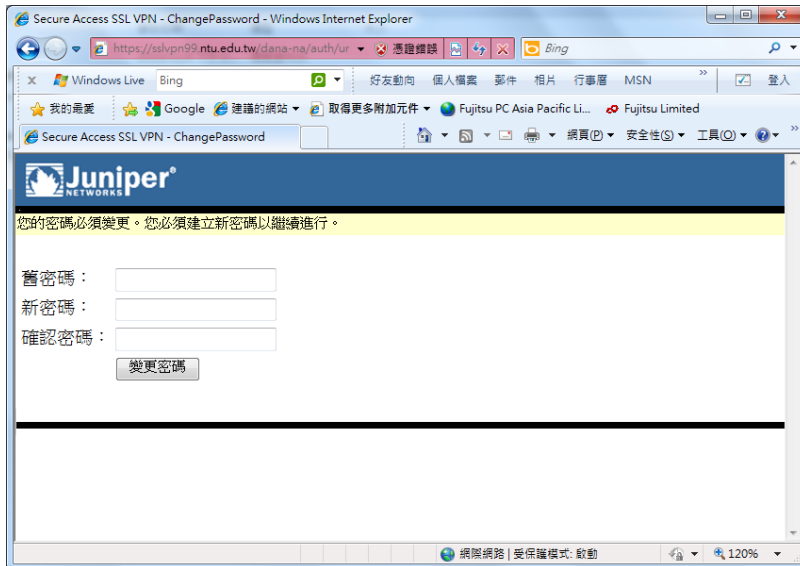 Secure Access SSL VPN - ChangePassword - Windows Internet Explorer
https://sslvpn99.ntu.edu.tw/dana-na/auth/ur 憑證錯誤 Bing
x Windows Live Bing 好友動向 個人檔案 郵件 相片 行事曆 MSN » 登入
我的最愛 Google 建議的網站 取得更多附加元件 Fujitsu PC Asia Pacific Li... Fujitsu Limited
Secure Access SSL VPN - ChangePassword 網頁(P) 安全性(S) 工具(O) »
Juniper®
NETWORKS
您的密碼必須變更。您必須建立新密碼以繼續進行。
舊密碼：
新密碼：
確認密碼：
變更密碼
網際網路 | 受保護模式: 啟動 120%